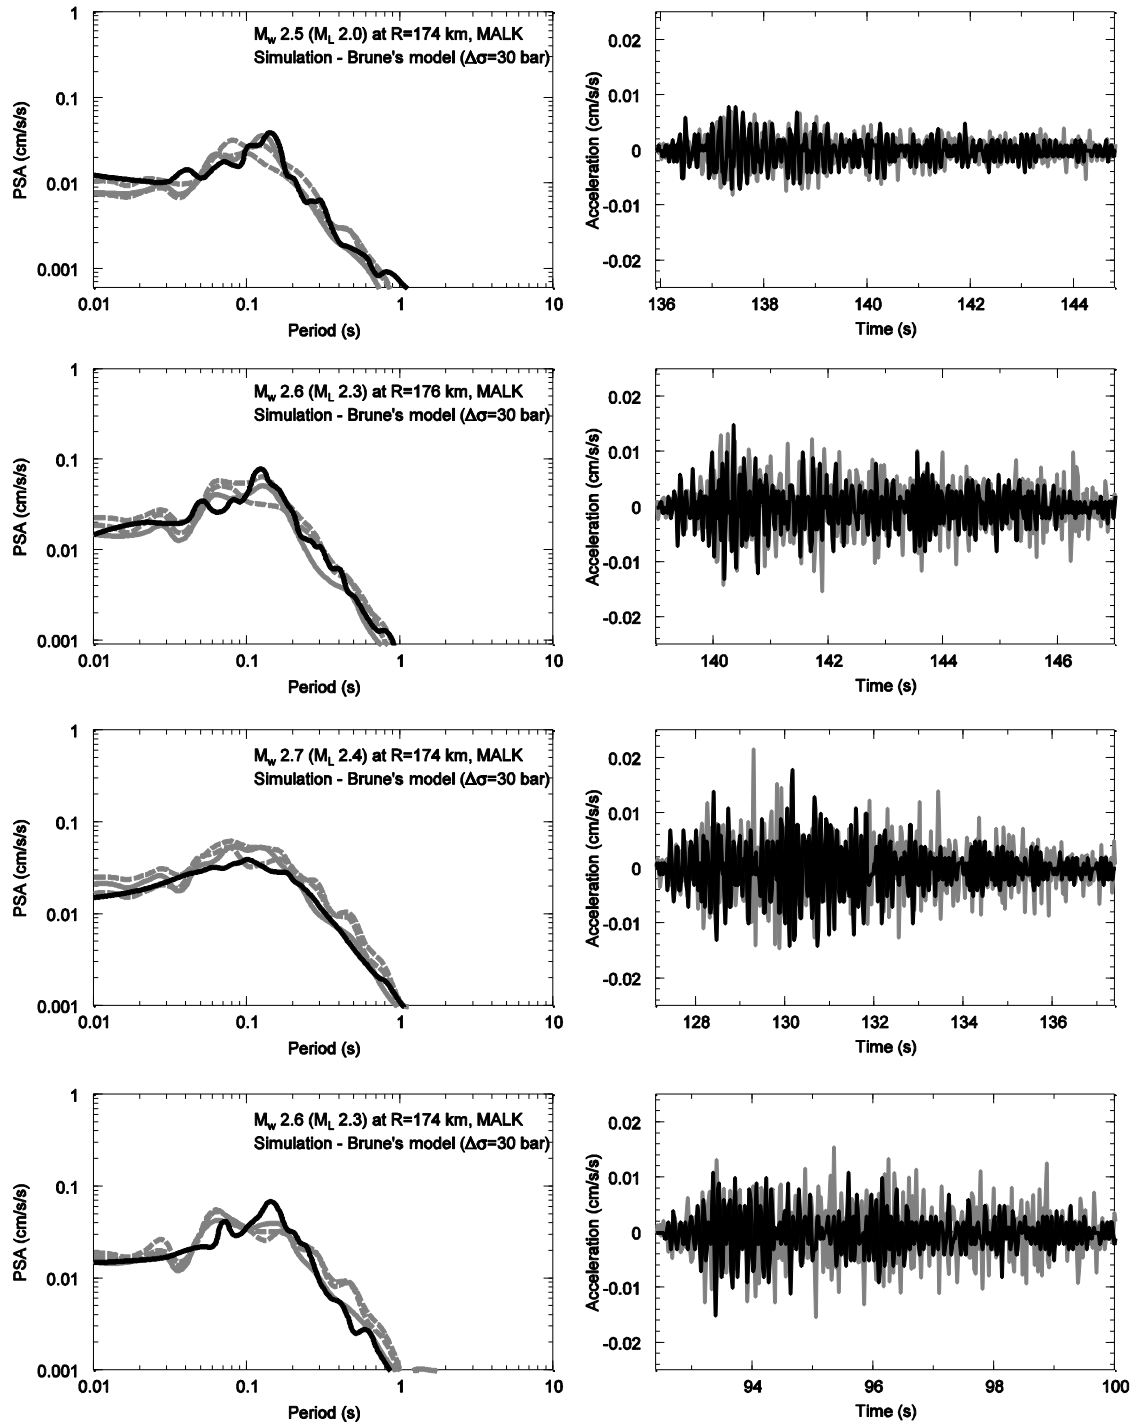 M_w 2.5 (M_L 2.0) at R=174 km, MALK
Simulation - Brune's model (Δσ=30 bar)
PSA (cm/s/s)
1
0.1
0.01
0.001
0.01 0.1 1 10
Period (s)
Acceleration (cm/s/s)
0.02
0.01
0
-0.01
-0.02
136 138 140 142 144
Time (s)
M_w 2.6 (M_L 2.3) at R=176 km, MALK
Simulation - Brune's model (Δσ=30 bar)
PSA (cm/s/s)
1
0.1
0.01
0.001
0.01 0.1 1 10
Period (s)
Acceleration (cm/s/s)
0.02
0.01
0
-0.01
-0.02
140 142 144 146
Time (s)
M_w 2.7 (M_L 2.4) at R=174 km, MALK
Simulation - Brune's model (Δσ=30 bar)
PSA (cm/s/s)
1
0.1
0.01
0.001
0.01 0.1 1 10
Period (s)
Acceleration (cm/s/s)
0.02
0.01
0
-0.01
-0.02
128 130 132 134 136
Time (s)
M_w 2.6 (M_L 2.3) at R=174 km, MALK
Simulation - Brune's model (Δσ=30 bar)
PSA (cm/s/s)
1
0.1
0.01
0.001
0.01 0.1 1 10
Period (s)
Acceleration (cm/s/s)
0.02
0.01
0
-0.01
-0.02
94 96 98 100
Time (s)